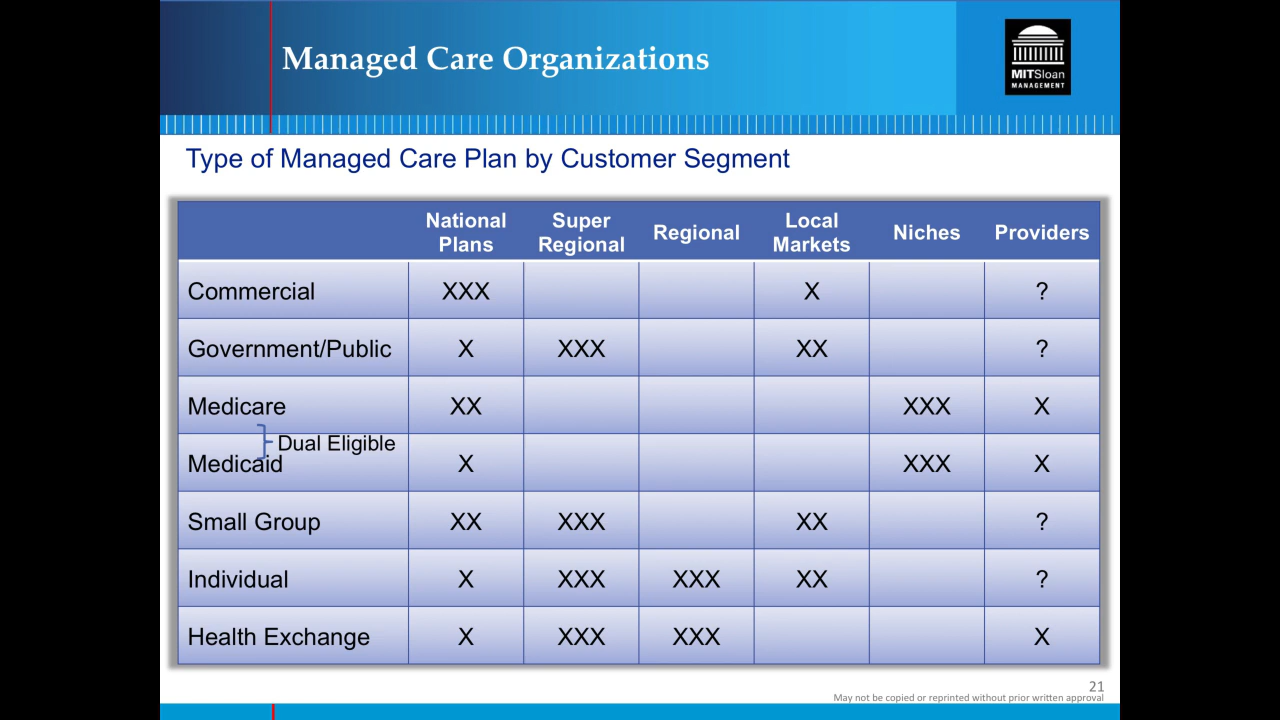 Managed Care Organizations
MITSloan
MANAGEMENT
Type of Managed Care Plan by Customer Segment
National Plans Super Regional Regional Local Markets Niches Providers
Commercial XXX X ?
Government/Public X XXX XX ?
Medicare XX XXX X
Dual Eligible
Medicaid X XXX X
Small Group XX XXX XX ?
Individual X XXX XXX XX ?
Health Exchange X XXX XXX X
21
May not be copied or reprinted without prior written approval